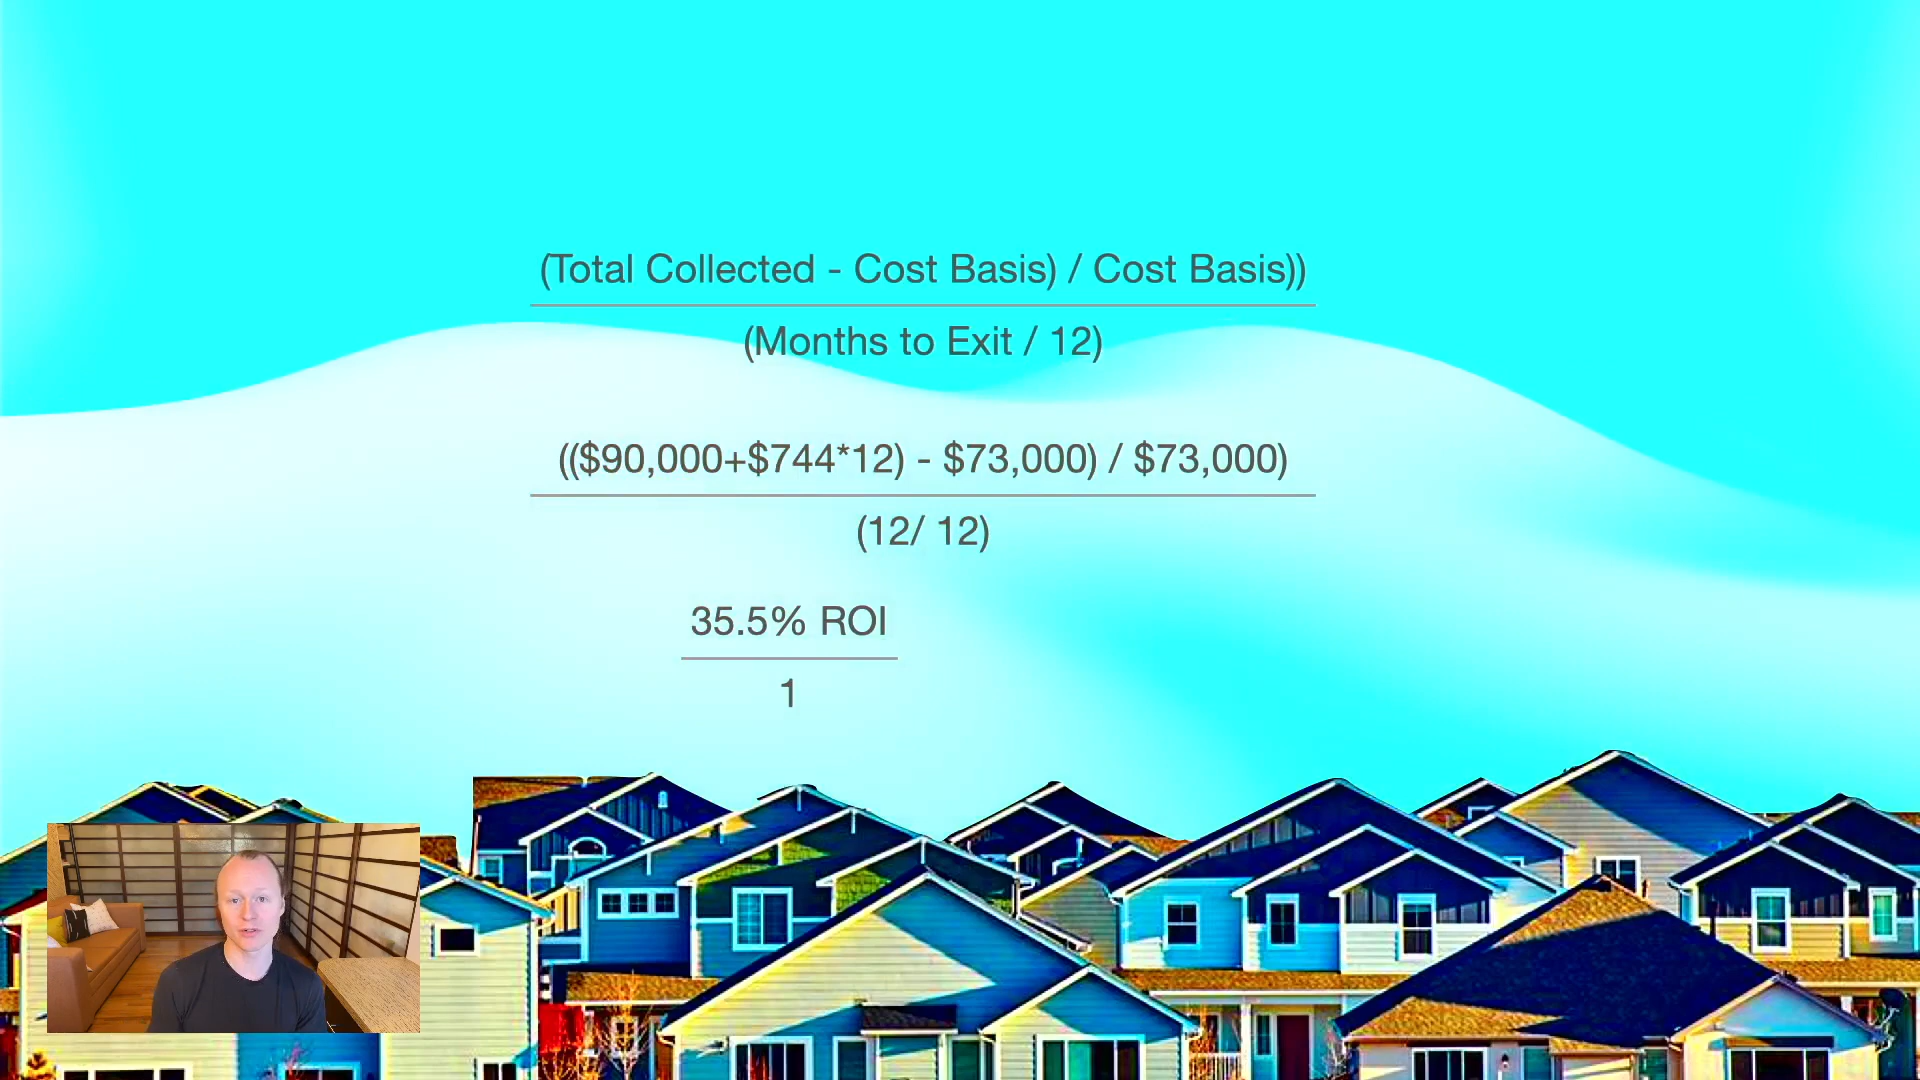 (Total Collected - Cost Basis) / Cost Basis))
(Months to Exit / 12)
(($90,000+$744*12) - $73,000) / $73,000)
(12/ 12)
35.5% ROI
1